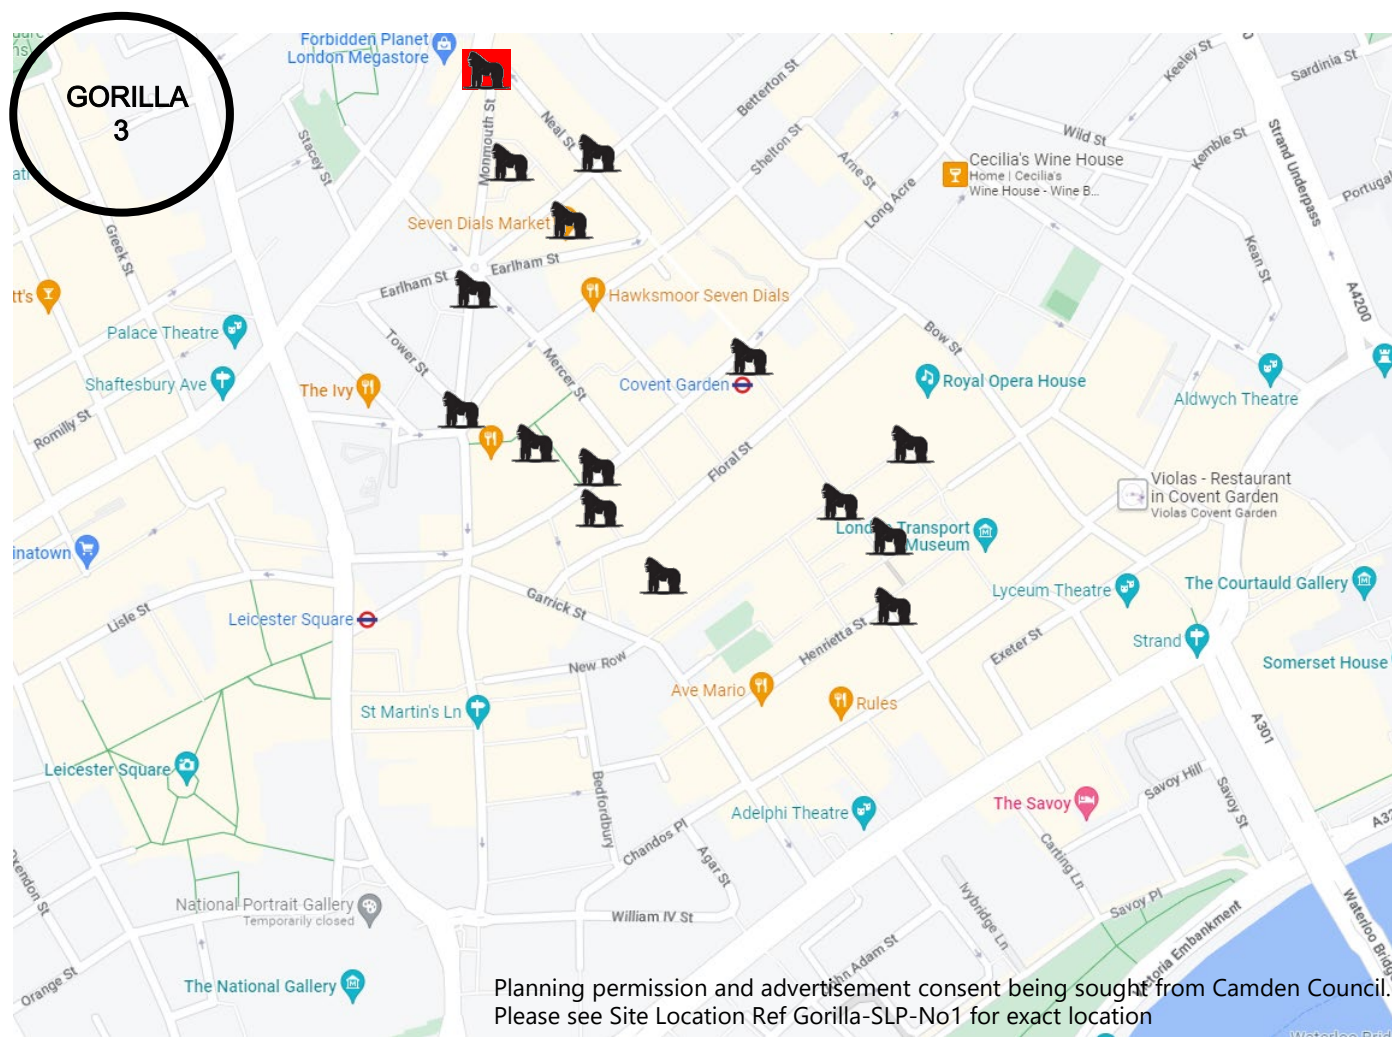 GORILLA
3
Forbidden Planet
London Megastore
Keeley St
Sardinia St
Betterton St
Neal St
Monmouth St
Stacey St
Shelton St
Wild St
Kemble St
Strand Underpass
Arne St
Cecilia's Wine House
Home | Cecilia's
Wine House - Wine B...
Portugal
Long Acre
Seven Dials Market
Greek St
Earlham St
Earlham St
Kean St
tt's
Hawksmoor Seven Dials
A4200
Palace Theatre
Tower St
Mercer St
Bow St
Shaftesbury Ave
The Ivy
Covent Garden
Royal Opera House
Aldwych Theatre
Romilly St
Floral St
Violas - Restaurant
in Covent Garden
Violas Covent Garden
London Transport
Museum
inatown
Lyceum Theatre
The Courtauld Gallery
Lisle St
Leicester Square
Garrick St
Henrietta St
Exeter St
Strand
New Row
Somerset House
Ave Mario
Rules
St Martin's Ln
A301
Leicester Square
Bedfordbury
Savoy Hill
Savoy St
The Savoy
Adelphi Theatre
Chandos Pl
Agar St
Carting Ln
Oxendon St
National Portrait Gallery
Temporarily closed
William IV St
Ivybridge Ln
Savoy Pl
Victoria Embankment
Waterloo Bridge
John Adam St
Orange St
The National Gallery
Planning permission and advertisement consent being sought from Camden Council.
Please see Site Location Ref Gorilla-SLP-No1 for exact location